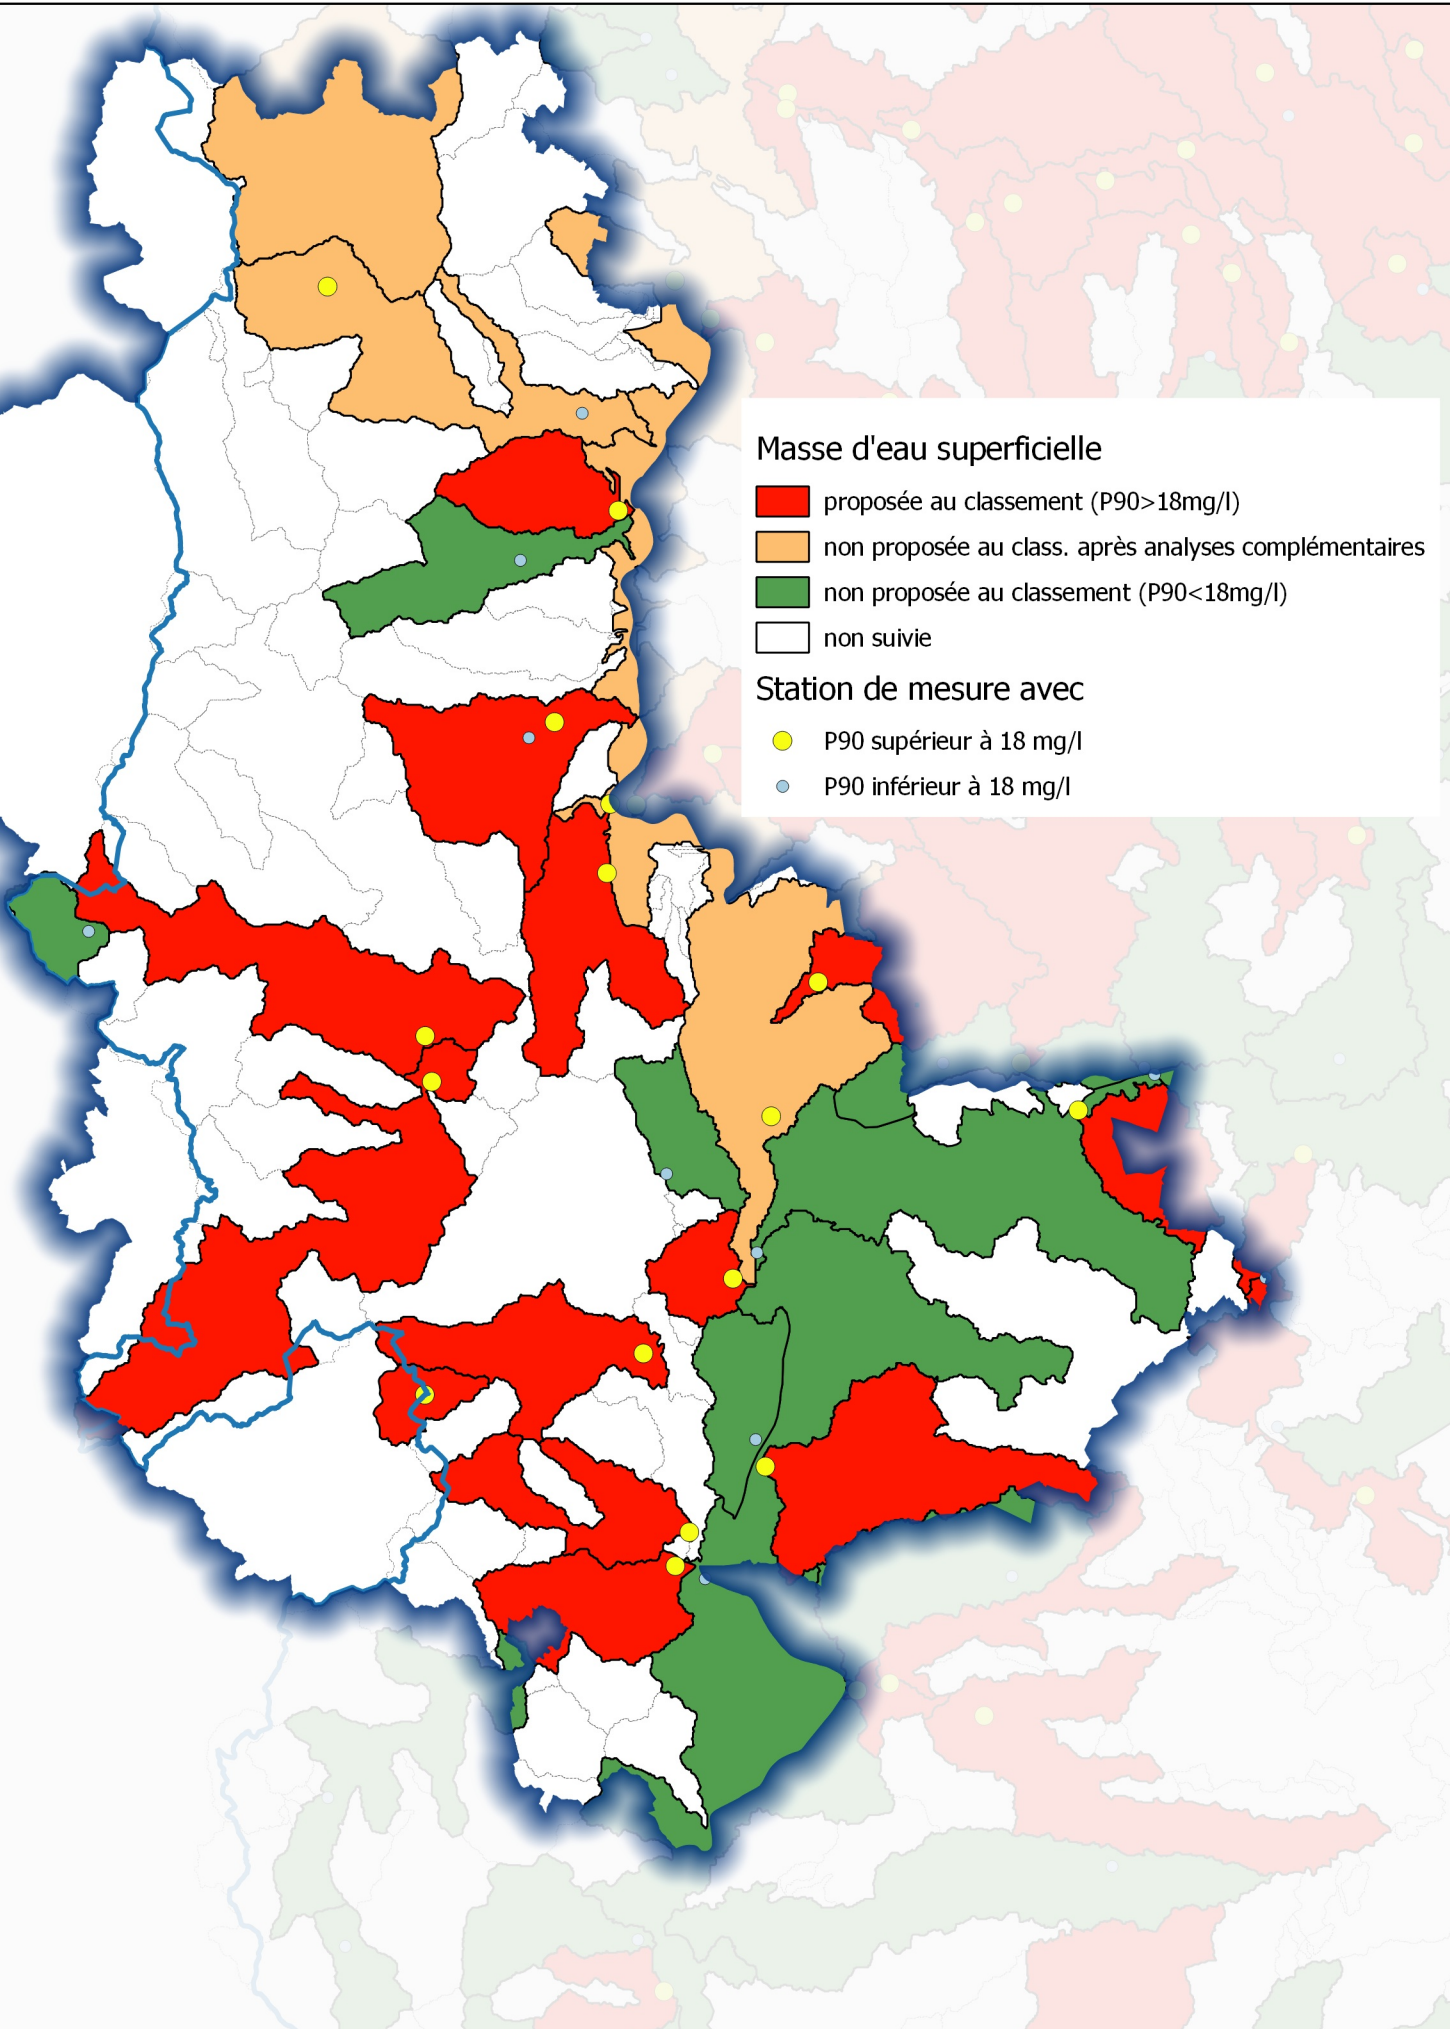 Masse d'eau superficielle
proposée au classement (P90>18mg/l)
non proposée au class. après analyses complémentaires
non proposée au classement (P90<18mg/l)
non suivie
Station de mesure avec
P90 supérieur à 18 mg/l
P90 inférieur à 18 mg/l